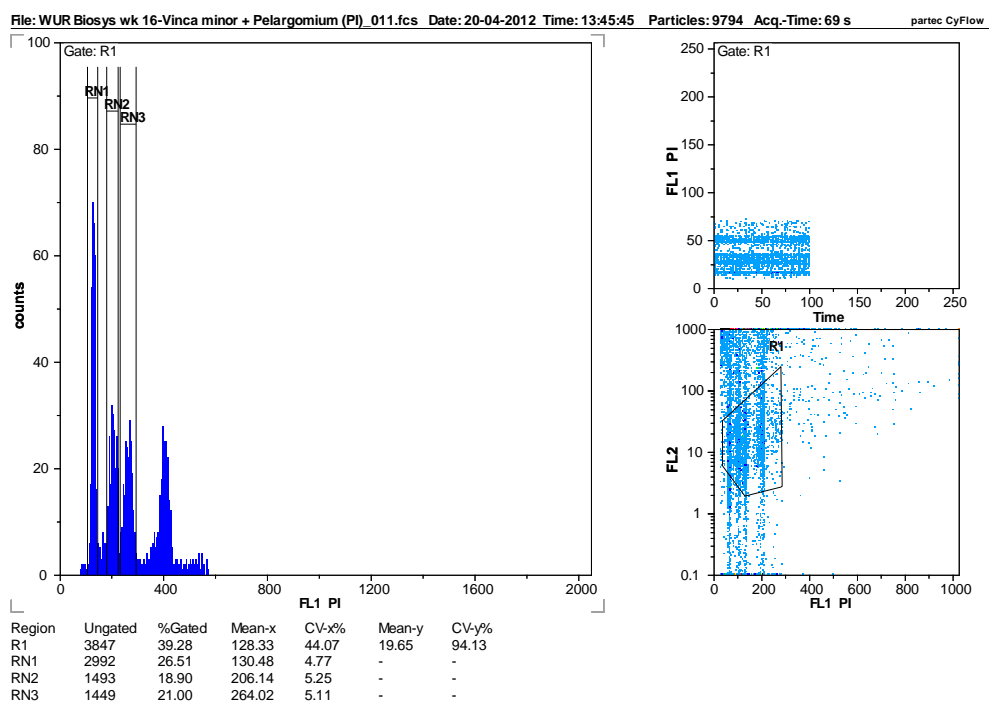 File: WUR Biosys wk 16-Vinca minor + Pelargomium (PI)_011.fcs Date: 20-04-2012 Time: 13:45:45 Particles: 9794 Acq.-Time: 69 s partec CyFlow
Gate: R1
100
80
60
40
20
0
counts
RN1
RN2
RN3
0 400 800 1200 1600 2000
FL1 PI
Gate: R1
250
200
150
100
50
0
FL1 PI
0 50 100 150 200 250
Time
1000
100
10
1
0.1
FL2
R1
0 200 400 600 800 1000
FL1 PI
Region Ungated %Gated Mean-x CV-x% Mean-y CV-y%
R1 3847 39.28 128.33 44.07 19.65 94.13
RN1 2992 26.51 130.48 4.77 - -
RN2 1493 18.90 206.14 5.25 - -
RN3 1449 21.00 264.02 5.11 - -